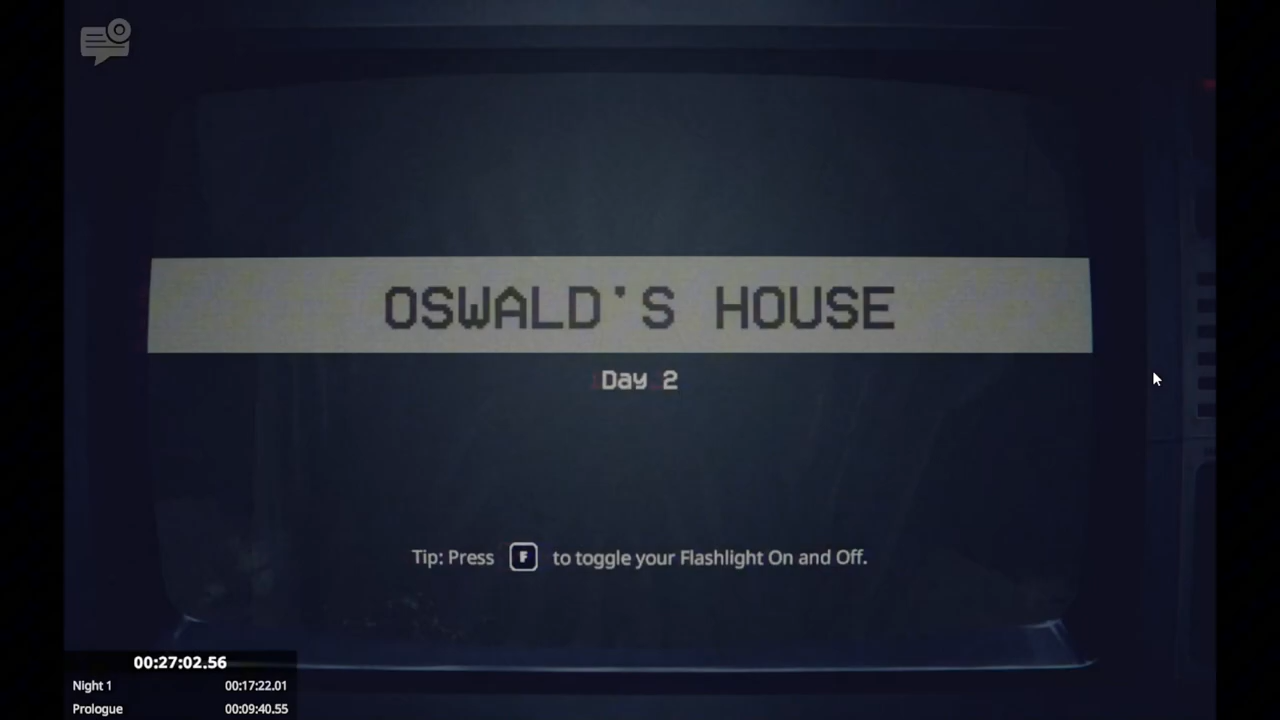 OSWALD'S HOUSE
Day 2
Tip: Press F to toggle your Flashlight On and Off.
00:27:02.56
Night 1 00:17:22.01
Prologue 00:09:40.55